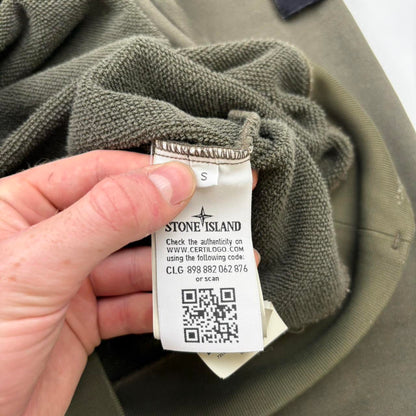 S
STONE ISLAND
Check the authenticity on
WWW.CERTILOGO.COM
using the following code:
CLG 898 882 062 876
or scan